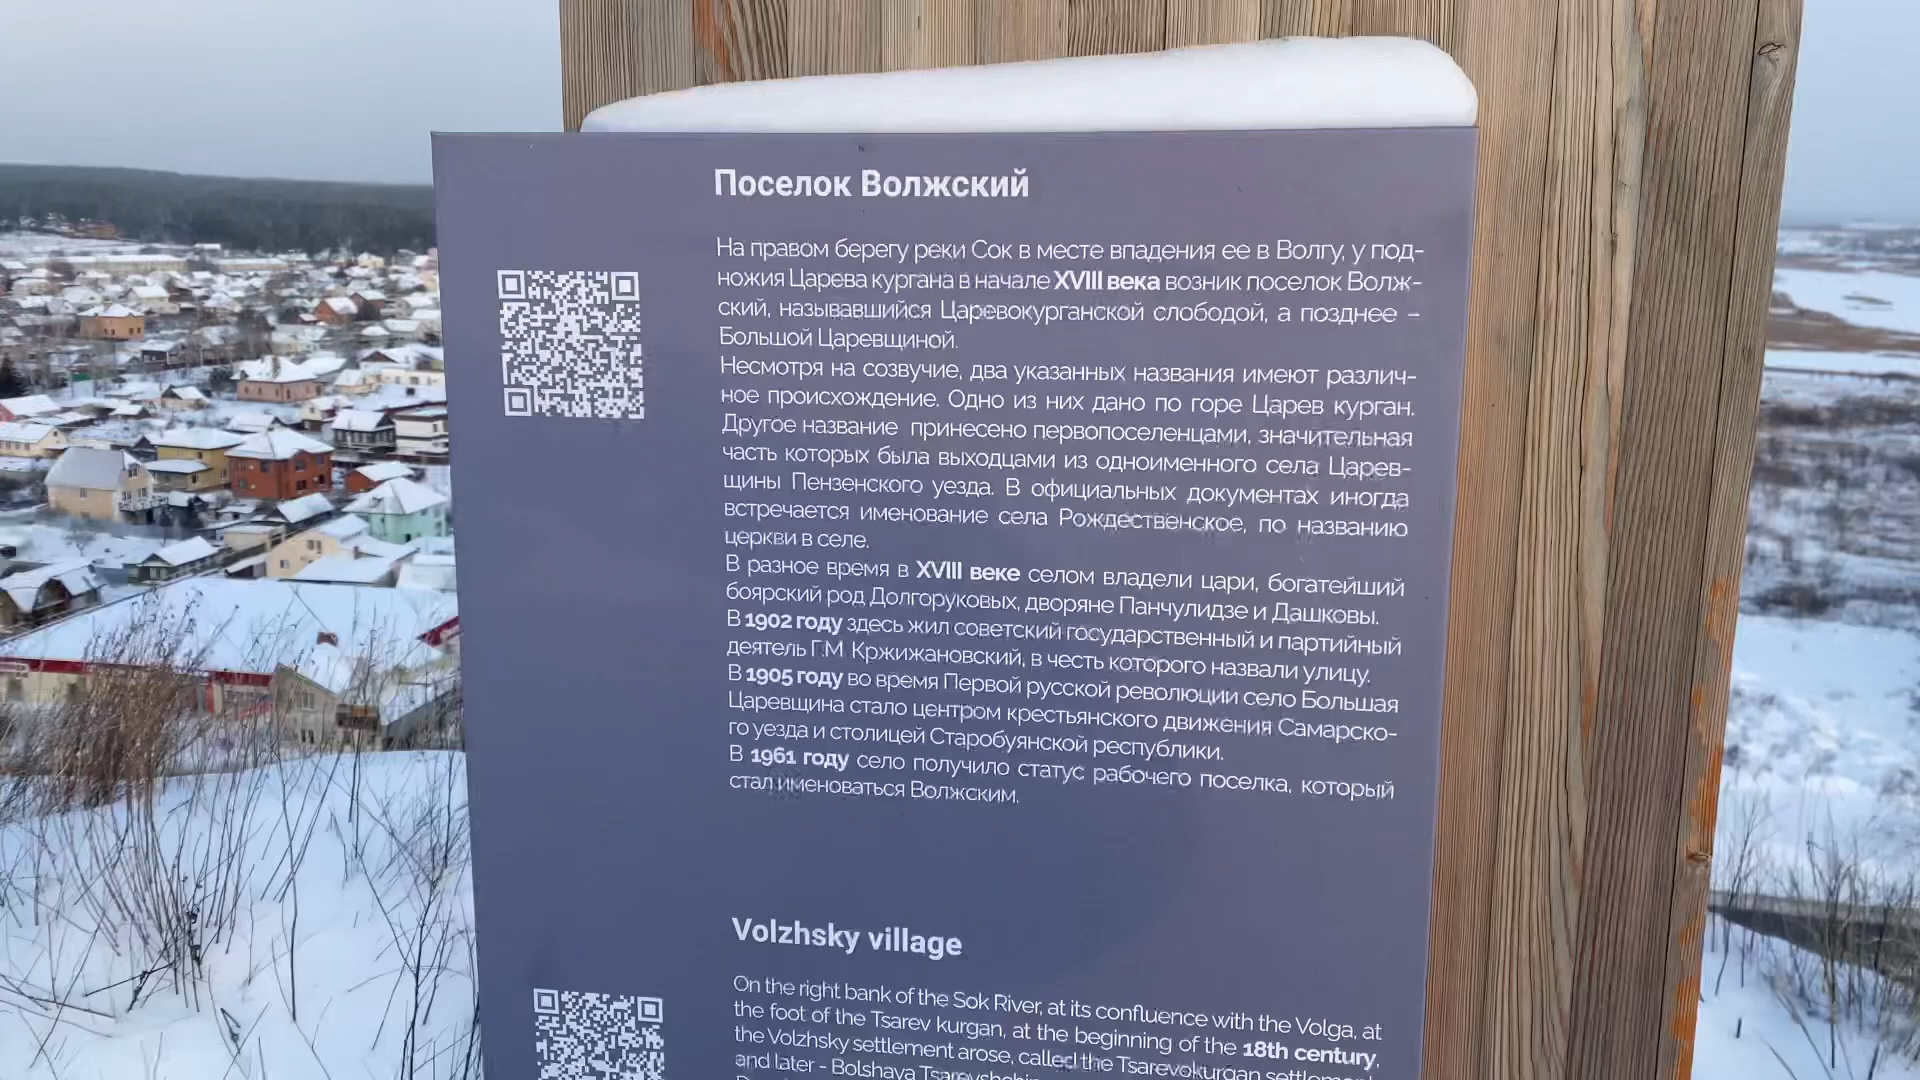 Поселок Волжский
На правом берегу реки Сок в месте впадения ее в Волгу, у под-
ножия Царева кургана в начале XVIII века возник поселок Волж-
ский, называвшийся Царевокурганской слободой, а позднее –
Большой Царевщиной.
Несмотря на созвучие, два указанных названия имеют различ-
ное происхождение. Одно из них дано по горе Царев курган.
Другое название принесено первопоселенцами, значительная
часть которых была выходцами из одноименного села Царев-
щины Пензенского уезда. В официальных документах иногда
встречается именование села Рождественское, по названию
церкви в селе.
В разное время в XVIII веке селом владели цари, богатейший
боярский род Долгоруковых, дворяне Панчулидзе и Дашковы.
В 1902 году здесь жил советский государственный и партийный
деятель Г.М. Кржижановский, в честь которого назвали улицу.
В 1905 году во время Первой русской революции село Большая
Царевщина стало центром крестьянского движения Самарско-
го уезда и столицей Старобуянской республики.
В 1961 году село получило статус рабочего поселка, который
стал именоваться Волжским.
Volzhsky village
On the right bank of the Sok River, at its confluence with the Volga, at
the foot of the Tsarev kurgan, at the beginning of the 18th century,
the Volzhsky settlement arose, called the Tsarevokurgan
and later - Bolshaya